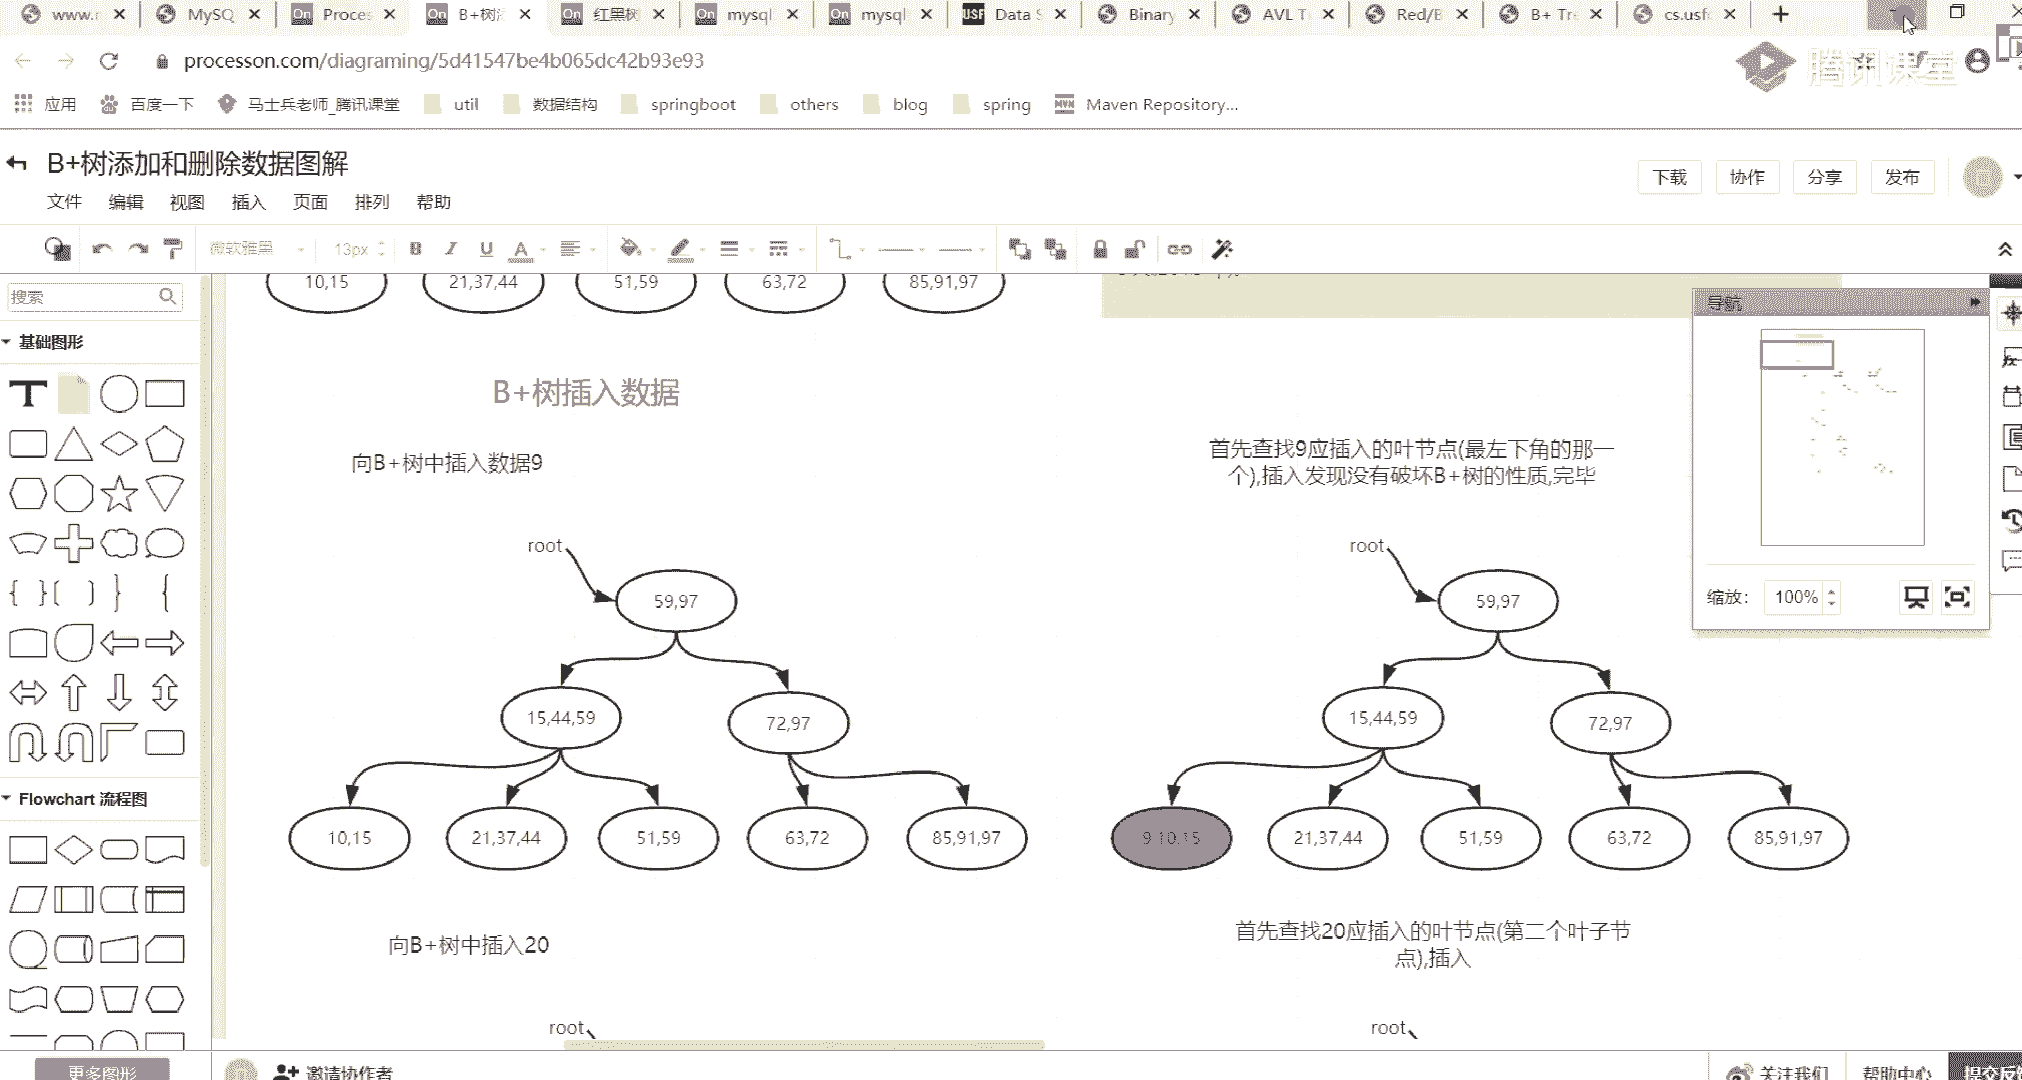 www.r MySQ Proces B+树 红黑树 mysql mysql Data S Binary AVL T Red/B B+ Tre cs.usf
processon.com/diagraming/5d41547be4b065dc42b93e93
腾讯课堂
应用 百度一下 马士兵老师_腾讯课堂 util 数据结构 springboot others blog spring Maven Repository...
B+树添加和删除数据图解
下载 协作 分享 发布
文件 编辑 视图 插入 页面 排列 帮助
微软雅黑 13px B I U A
搜索
10,15 21,37,44 51,59 63,72 85,91,97
导航
基础图形
B+树插入数据
向B+树中插入数据9
首先查找9应插入的叶节点(最左下角的那一
个),插入发现没有破坏B+树的性质,完毕
root root
59,97 59,97
缩放: 100%
15,44,59 72,97 15,44,59 72,97
Flowchart 流程图
10,15 21,37,44 51,59 63,72 85,91,97 9 10,15 21,37,44 51,59 63,72 85,91,97
向B+树中插入20
首先查找20应插入的叶节点(第二个叶子节
点),插入
root root
更多图形 邀请协作者 关注我们 帮助中心 提交反